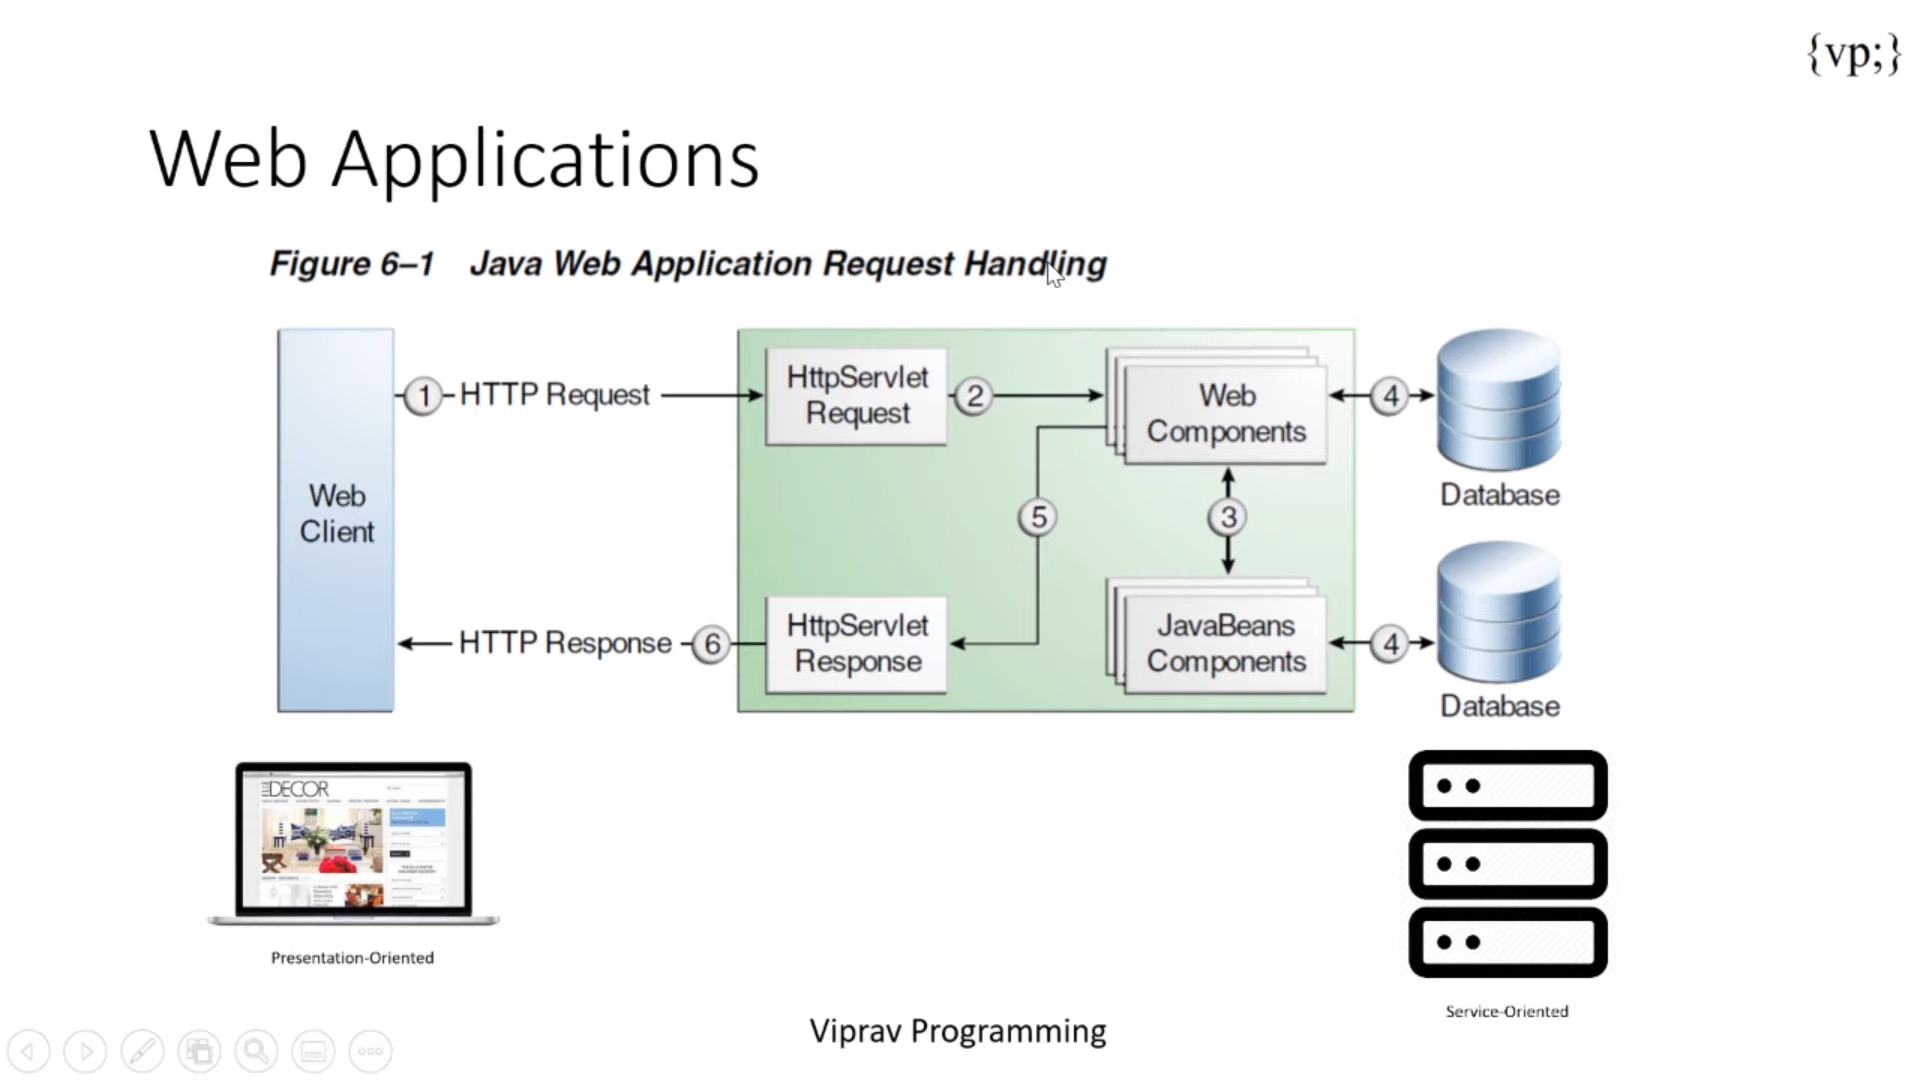 {vp;}
Web Applications
Figure 6–1 Java Web Application Request Handling
1 HTTP Request
HttpServlet
Request
2
Web
Components
4
Database
Web
Client
5
3
HTTP Response 6
HttpServlet
Response
JavaBeans
Components
4
Database
DECOR
Presentation-Oriented
Service-Oriented
Viprav Programming